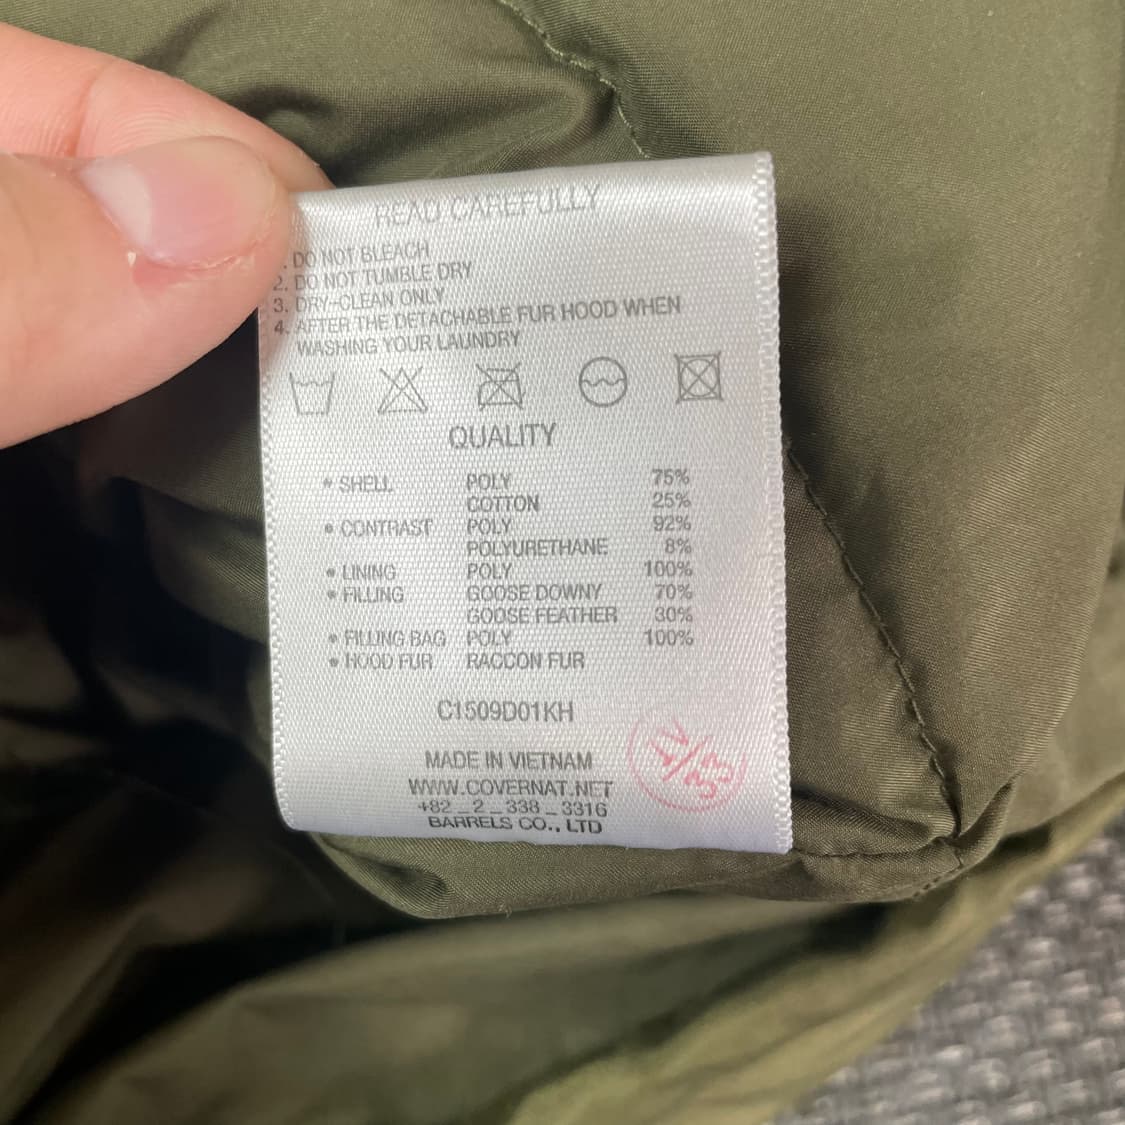 READ CAREFULLY
1. DO NOT BLEACH
2. DO NOT TUMBLE DRY
3. DRY-CLEAN ONLY
4. AFTER THE DETACHABLE FUR HOOD WHEN
WASHING YOUR LAUNDRY
QUALITY
• SHELL POLY 75%
COTTON 25%
• CONTRAST POLY 92%
POLYURETHANE 8%
• LINING POLY 100%
• FILLING GOOSE DOWNY 70%
GOOSE FEATHER 30%
• FILLING BAG POLY 100%
• HOOD FUR RACCON FUR
C1509D01KH
MADE IN VIETNAM
WWW.COVERNAT.NET
+82_2_338_3316
BARRELS CO., LTD